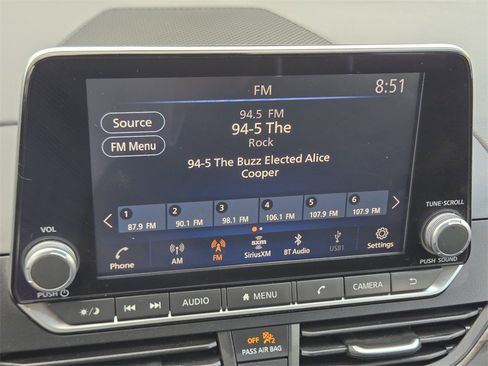 FM
8:51
Source
FM Menu
94.5 FM
94-5 The
Rock
94-5 The Buzz Elected Alice
Cooper
1 2 3 4 5 6
87.9 FM 90.1 FM 98.1 FM 106.1 FM 107.9 FM 107.9 FM
Phone AM FM sxm SiriusXM BT Audio USB1 Settings
VOL
PUSH
TUNE·SCROLL
PUSH SOUND
AUDIO MENU CAMERA
OFF 2
PASS AIR BAG